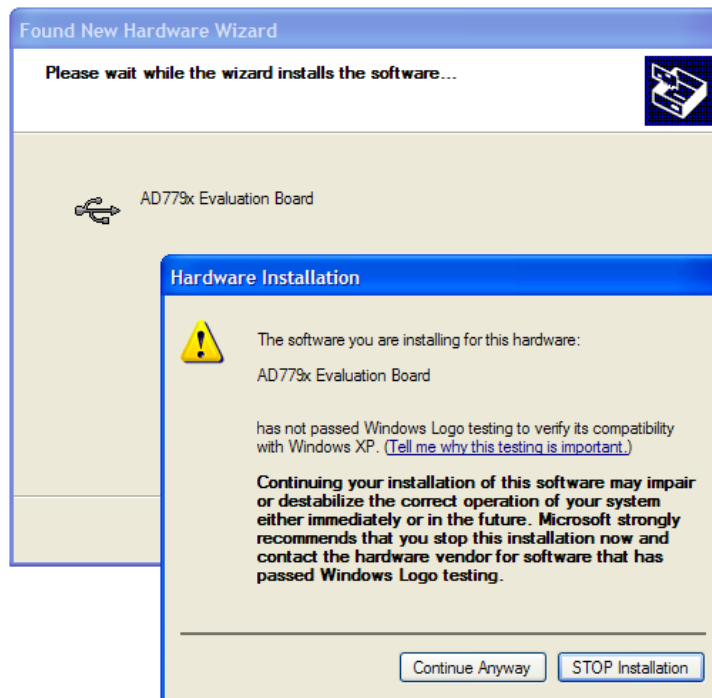 Found New Hardware Wizard
Please wait while the wizard installs the software...
AD779x Evaluation Board
Hardware Installation
The software you are installing for this hardware:
AD779x Evaluation Board
has not passed Windows Logo testing to verify its compatibility
with Windows XP. (Tell me why this testing is important.)
Continuing your installation of this software may impair
or destabilize the correct operation of your system
either immediately or in the future. Microsoft strongly
recommends that you stop this installation now and
contact the hardware vendor for software that has
passed Windows Logo testing.
Continue Anyway
STOP Installation